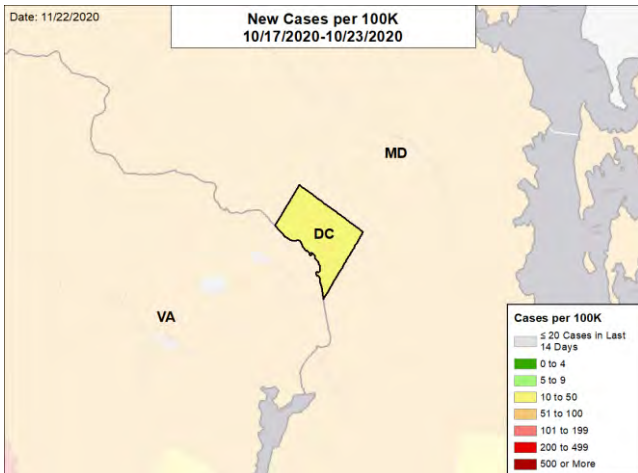 Date: 11/22/2020
New Cases per 100K
10/17/2020-10/23/2020
MD
DC
VA
Cases per 100K
≤ 20 Cases in Last
14 Days
0 to 4
5 to 9
10 to 50
51 to 100
101 to 199
200 to 499
500 or More